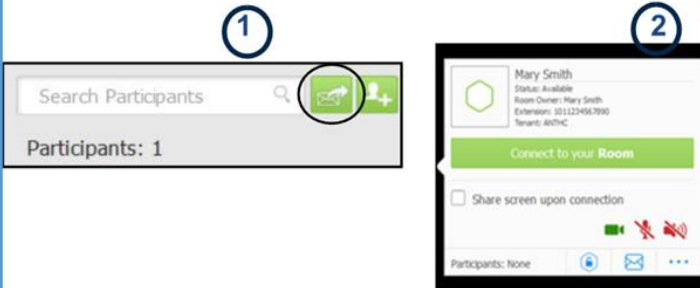 1
Search Participants
Participants: 1
2
Mary Smith
Status: Available
Room Owner: Mary Smith
Extension: 1011234567890
Tenant: ANTHC
Connect to your Room
Share screen upon connection
Participants: None